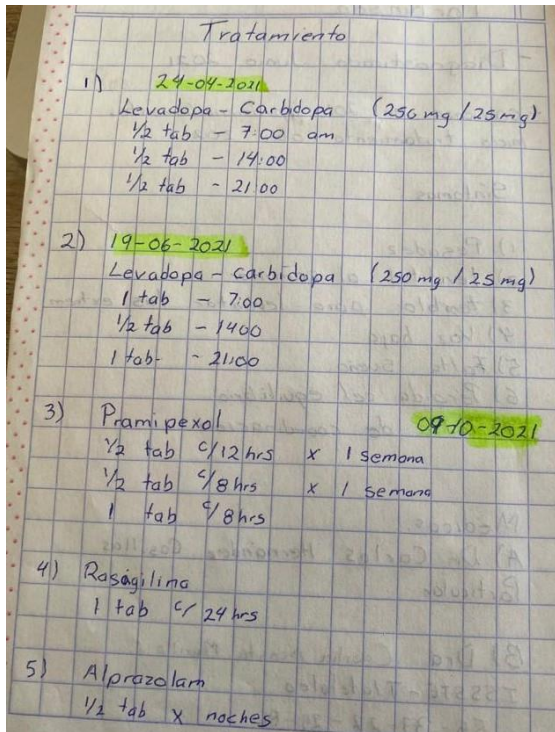 Tratamiento
1) 24-04-2021
Levadopa - Carbidopa (250 mg / 25 mg)
1/2 tab - 7:00 am
1/2 tab - 14:00
1/2 tab - 21:00
2) 19-06-2021
Levadopa - Carbidopa (250 mg / 25 mg)
1 tab - 7:00
1/2 tab - 1400
1 tab- - 21:00
3) Pramipexol 09-10-2021
1/2 tab c/12 hrs x 1 semana
1/2 tab c/8 hrs x 1 semana
1 tab c/8 hrs
4) Rasagilina
1 tab c/ 24 hrs
5) Alprazolam
1/2 tab x noches